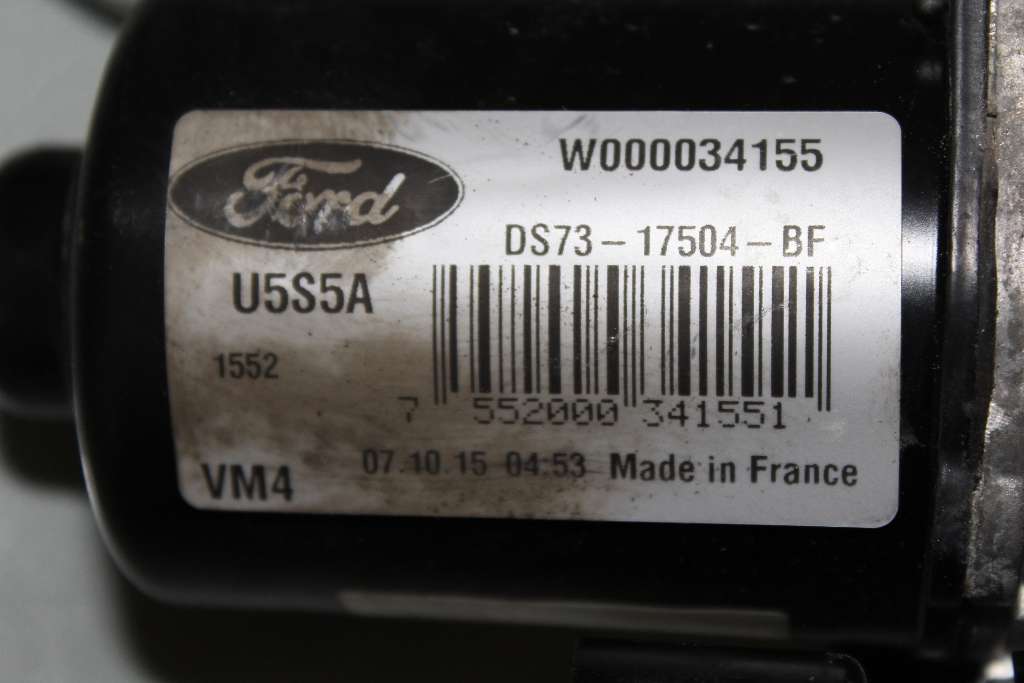 Ford
W000034155
DS73-17504-BF
U5S5A
1552
7 552000 341551
VM4
07.10.15 04:53 Made in France